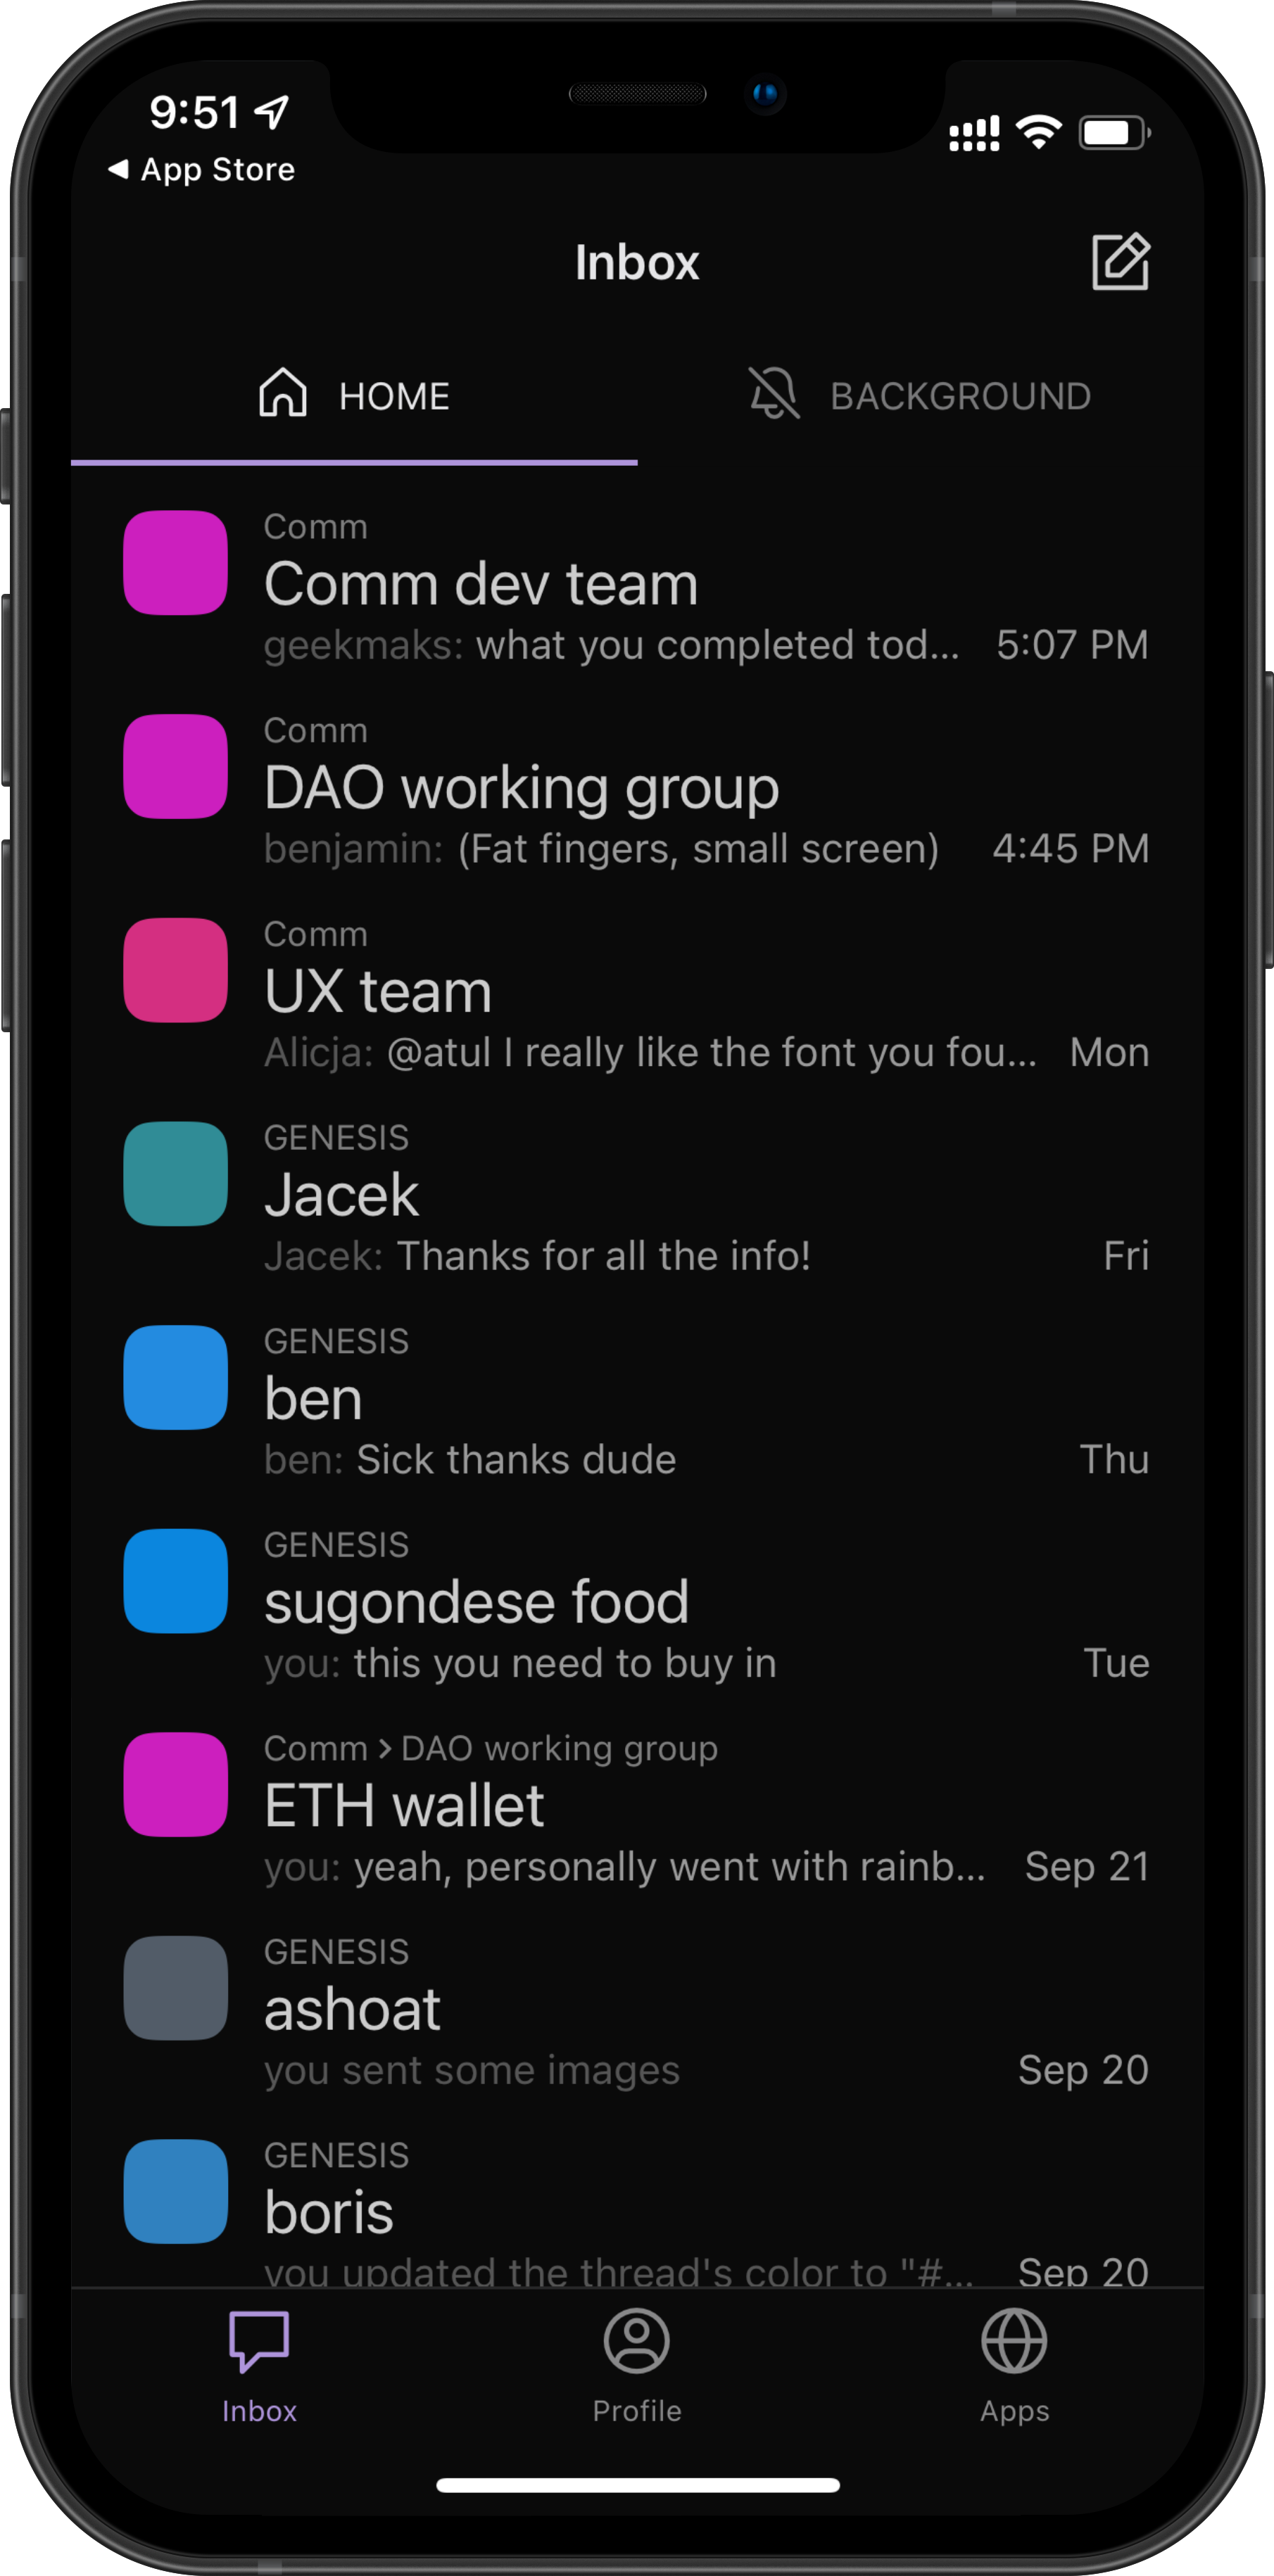 9:51
App Store
Inbox
HOME
BACKGROUND
Comm
Comm dev team
geekmaks: what you completed tod... 5:07 PM
Comm
DAO working group
benjamin: (Fat fingers, small screen) 4:45 PM
Comm
UX team
Alicja: @atul I really like the font you fou... Mon
GENESIS
Jacek
Jacek: Thanks for all the info! Fri
GENESIS
ben
ben: Sick thanks dude Thu
GENESIS
sugondese food
you: this you need to buy in Tue
Comm > DAO working group
ETH wallet
you: yeah, personally went with rainb... Sep 21
GENESIS
ashoat
you sent some images Sep 20
GENESIS
boris
you updated the thread's color to "#... Sep 20
Inbox
Profile
Apps